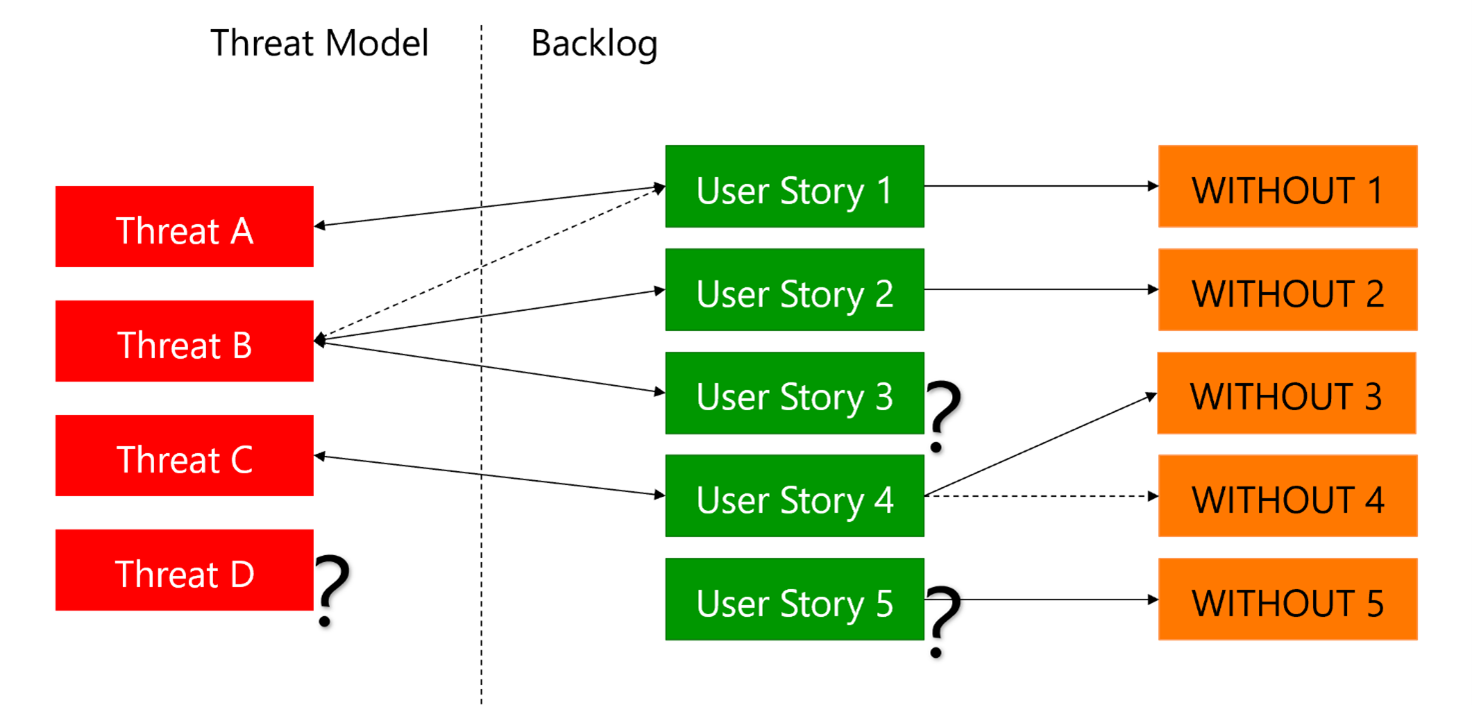 Threat Model
Backlog
Threat A
Threat B
Threat C
Threat D
?
User Story 1
User Story 2
User Story 3
?
User Story 4
User Story 5
?
WITHOUT 1
WITHOUT 2
WITHOUT 3
WITHOUT 4
WITHOUT 5